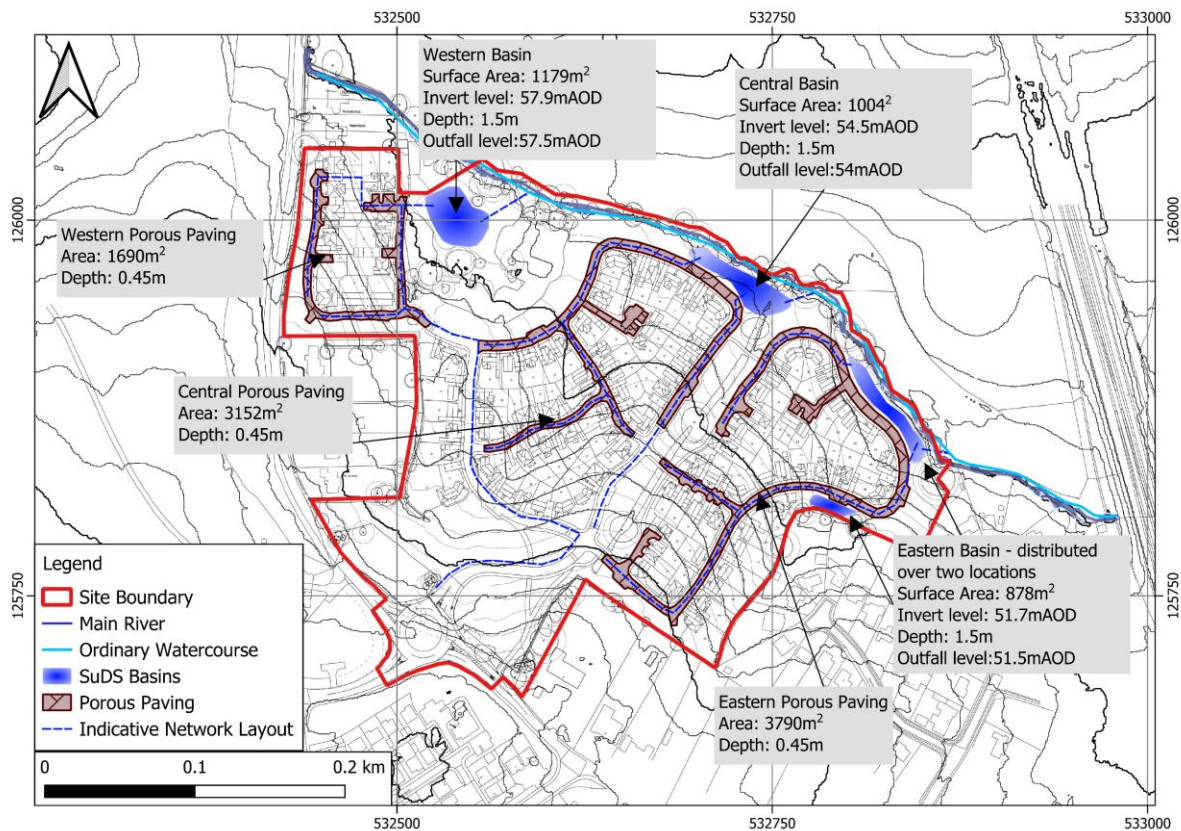 532500
532750
533000
Western Basin
Surface Area: 1179m²
Invert level: 57.9mAOD
Depth: 1.5m
Outfall level: 57.5mAOD
Central Basin
Surface Area: 1004²
Invert level: 54.5mAOD
Depth: 1.5m
Outfall level:54mAOD
126000
126000
Western Porous Paving
Area: 1690m²
Depth: 0.45m
Central Porous Paving
Area: 3152m²
Depth: 0.45m
Eastern Basin - distributed
over two locations
Surface Area: 878m²
Invert level: 51.7mAOD
Depth: 1.5m
Outfall level:51.5mAOD
125750
125750
Eastern Porous Paving
Area: 3790m²
Depth: 0.45m
Legend
Site Boundary
Main River
Ordinary Watercourse
SuDS Basins
Porous Paving
Indicative Network Layout
0 0.1 0.2 km
532500
532750
533000